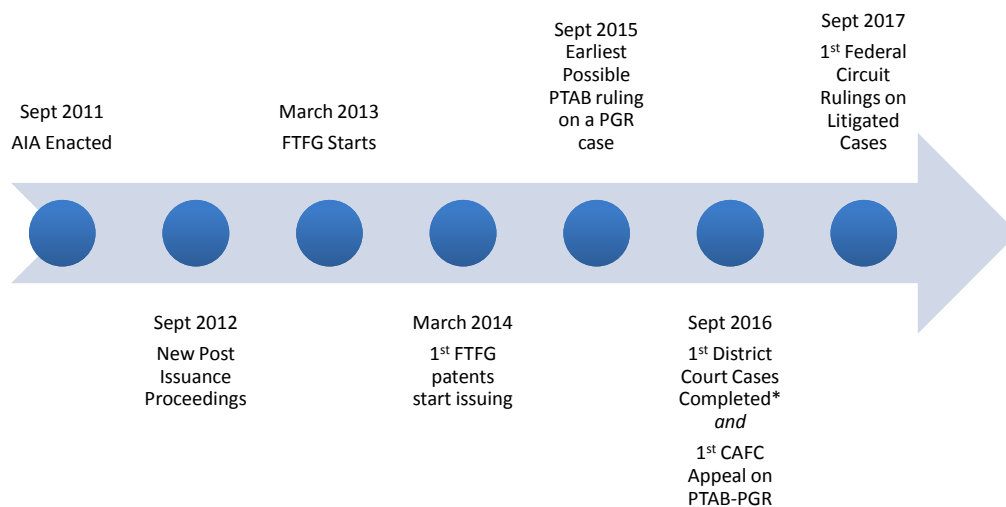 Sept 2011
AIA Enacted
Sept 2012
New Post
Issuance
Proceedings
March 2013
FTFG Starts
March 2014
1st FTFG
patents
start issuing
Sept 2015
Earliest
Possible
PTAB ruling
on a PGR
case
Sept 2016
1st District
Court Cases
Completed*
and
1st CAFC
Appeal on
PTAB-PGR
Sept 2017
1st Federal
Circuit
Rulings on
Litigated
Cases